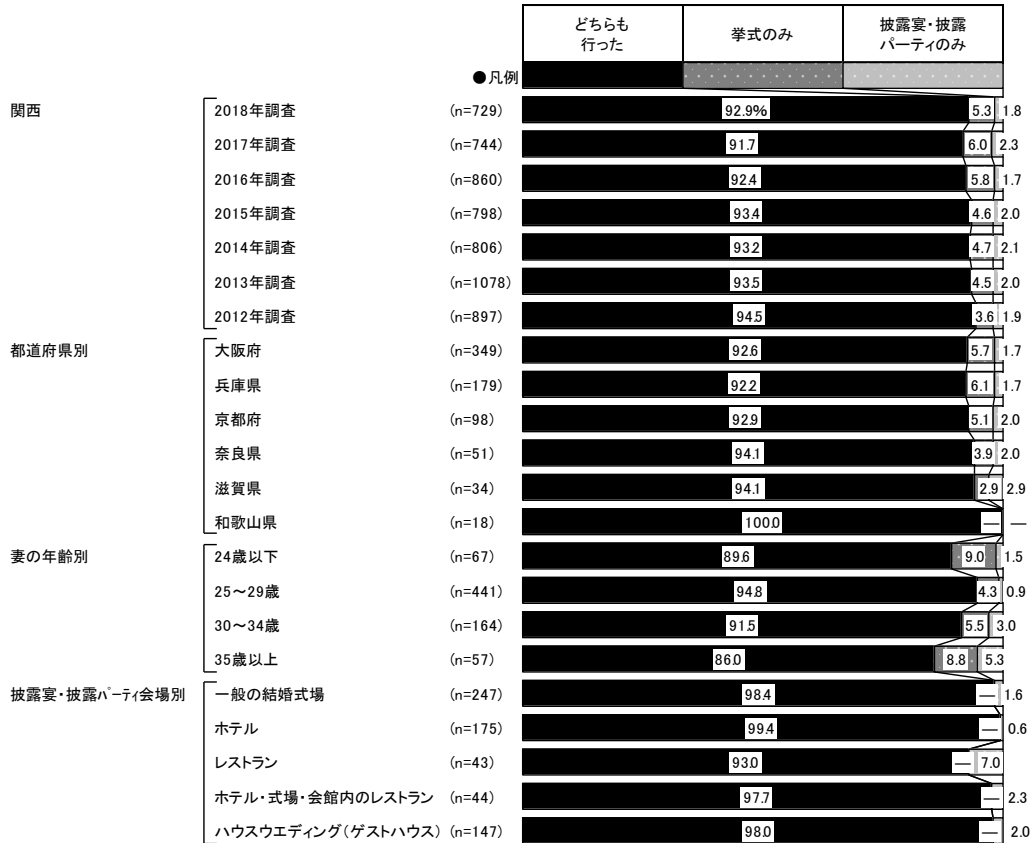 どちらも
行った
挙式のみ
披露宴・披露
パーティのみ
●凡例
関西
2018年調査 (n=729) 92.9% 5.3 1.8
2017年調査 (n=744) 91.7 6.0 2.3
2016年調査 (n=860) 92.4 5.8 1.7
2015年調査 (n=798) 93.4 4.6 2.0
2014年調査 (n=806) 93.2 4.7 2.1
2013年調査 (n=1078) 93.5 4.5 2.0
2012年調査 (n=897) 94.5 3.6 1.9
都道府県別
大阪府 (n=349) 92.6 5.7 1.7
兵庫県 (n=179) 92.2 6.1 1.7
京都府 (n=98) 92.9 5.1 2.0
奈良県 (n=51) 94.1 3.9 2.0
滋賀県 (n=34) 94.1 2.9 2.9
和歌山県 (n=18) 100.0 — —
妻の年齢別
24歳以下 (n=67) 89.6 9.0 1.5
25～29歳 (n=441) 94.8 4.3 0.9
30～34歳 (n=164) 91.5 5.5 3.0
35歳以上 (n=57) 86.0 8.8 5.3
披露宴・披露ﾊﾟｰﾃｨ会場別
一般の結婚式場 (n=247) 98.4 — 1.6
ホテル (n=175) 99.4 — 0.6
レストラン (n=43) 93.0 — 7.0
ホテル・式場・会館内のレストラン (n=44) 97.7 — 2.3
ハウスウエディング（ゲストハウス） (n=147) 98.0 — 2.0